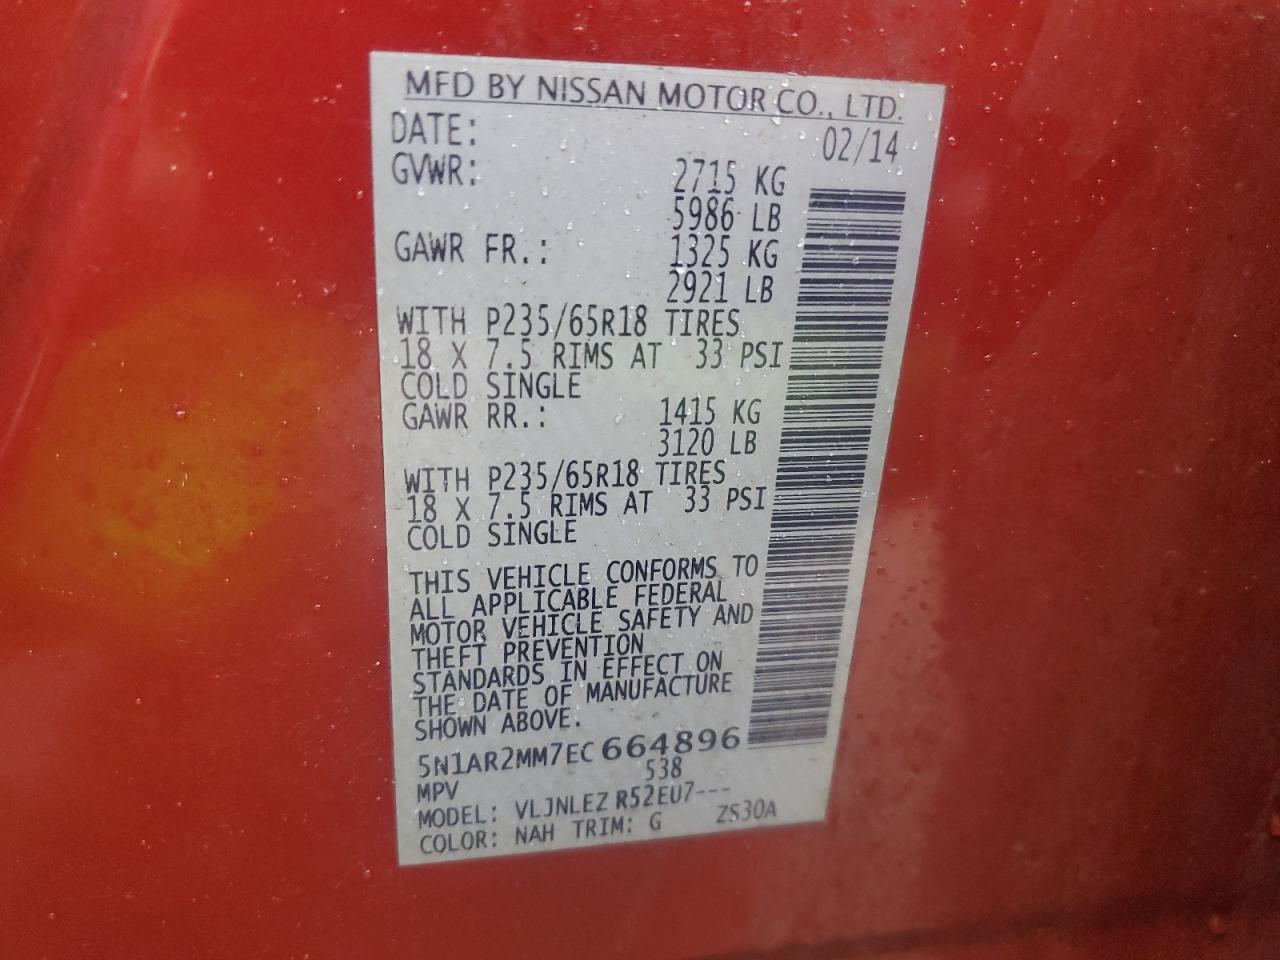 MFD BY NISSAN MOTOR CO., LTD.
DATE: 02/14
GVWR: 2715 KG
5986 LB
GAWR FR.: 1325 KG
2921 LB
WITH P235/65R18 TIRES
18 X 7.5 RIMS AT 33 PSI
COLD SINGLE
GAWR RR.: 1415 KG
3120 LB
WITH P235/65R18 TIRES
18 X 7.5 RIMS AT 33 PSI
COLD SINGLE
THIS VEHICLE CONFORMS TO
ALL APPLICABLE FEDERAL
MOTOR VEHICLE SAFETY AND
THEFT PREVENTION
STANDARDS IN EFFECT ON
THE DATE OF MANUFACTURE
SHOWN ABOVE.
5N1AR2MM7EC664896
MPV 538
MODEL: VLJNLEZ R52EU7---
COLOR: NAH TRIM: G ZS30A